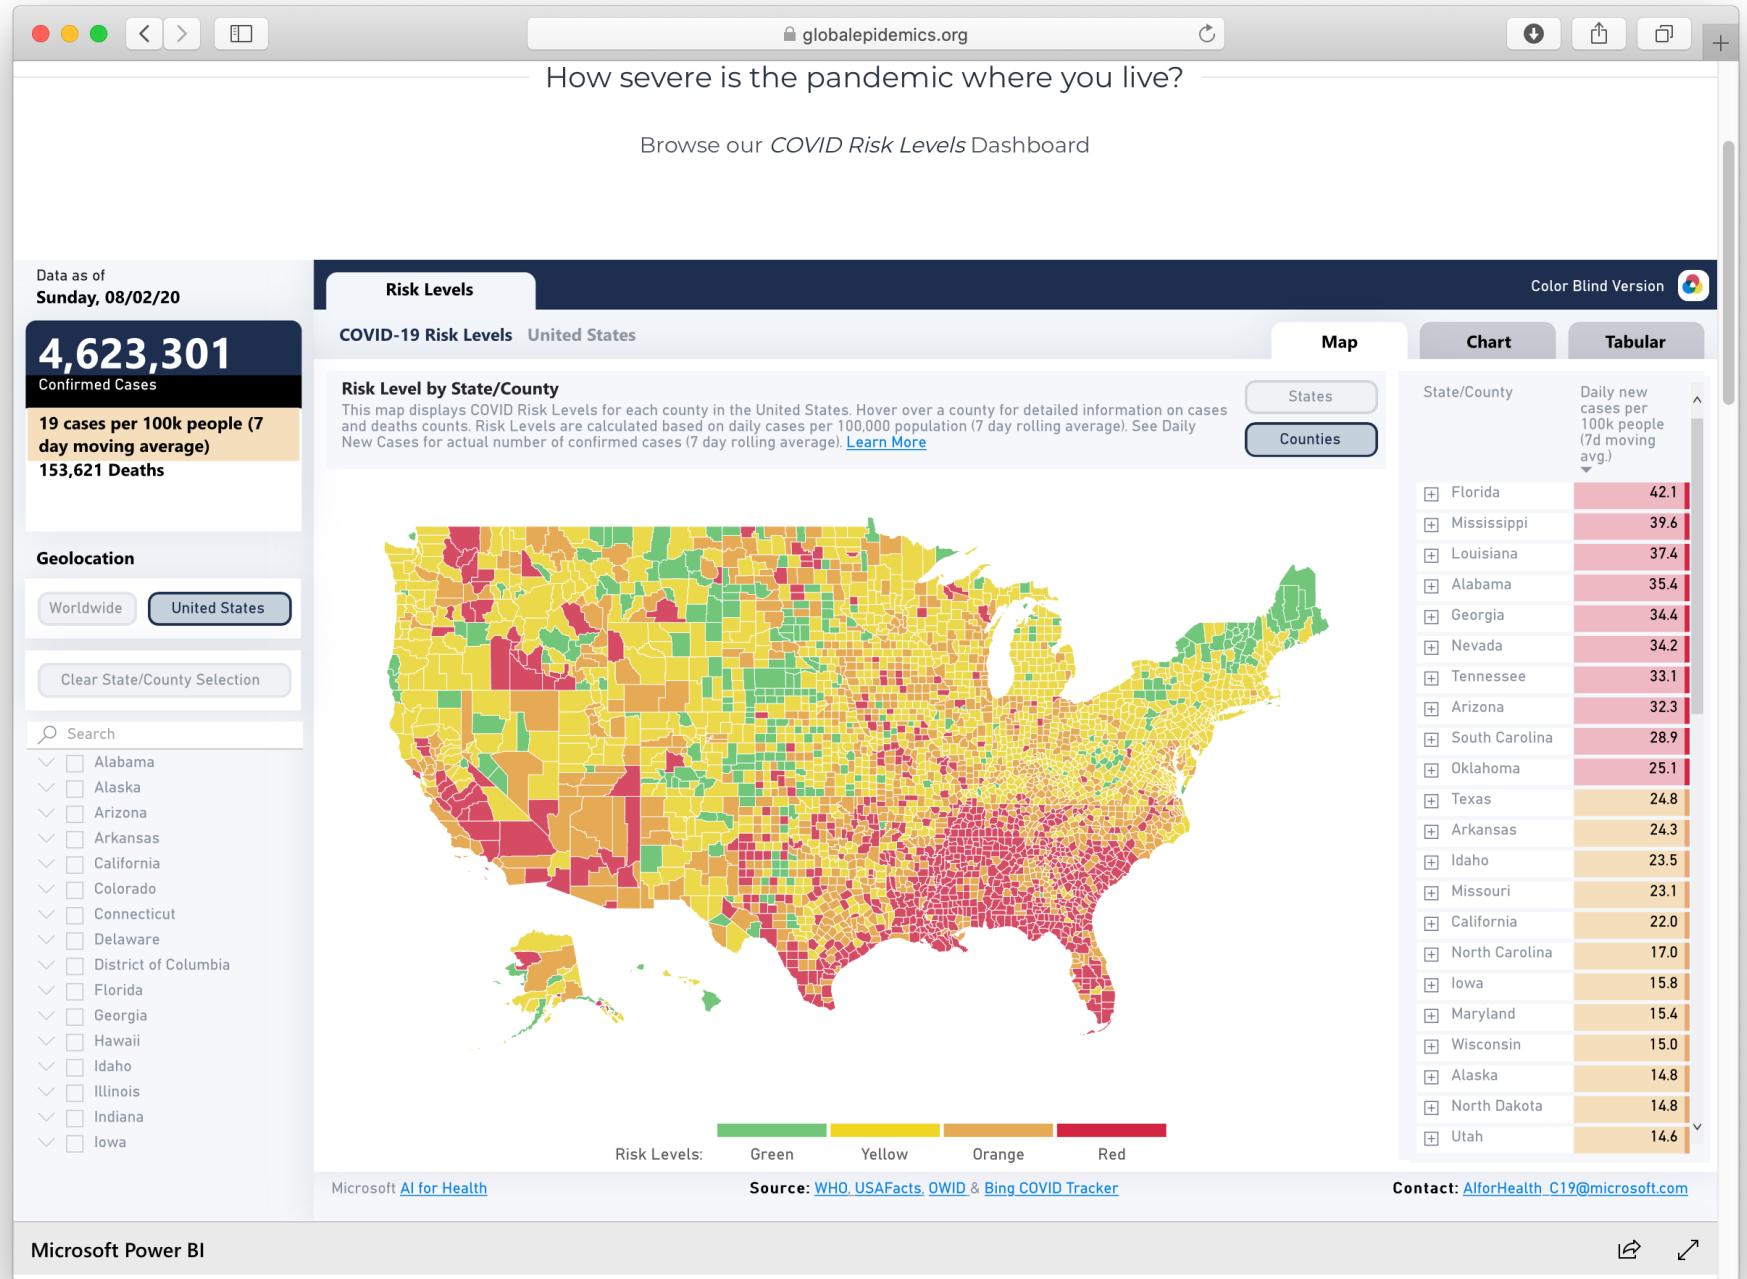 globalepidemics.org
How severe is the pandemic where you live?
Browse our COVID Risk Levels Dashboard
Data as of
Sunday, 08/02/20
4,623,301
Confirmed Cases
19 cases per 100k people (7
day moving average)
153,621 Deaths
Geolocation
Worldwide
United States
Clear State/County Selection
Search
Alabama
Alaska
Arizona
Arkansas
California
Colorado
Connecticut
Delaware
District of Columbia
Florida
Georgia
Hawaii
Idaho
Illinois
Indiana
Iowa
Risk Levels
Color Blind Version
COVID-19 Risk Levels United States
Map
Chart
Tabular
Risk Level by State/County
This map displays COVID Risk Levels for each county in the United States. Hover over a county for detailed information on cases
and deaths counts. Risk Levels are calculated based on daily cases per 100,000 population (7 day rolling average). See Daily
New Cases for actual number of confirmed cases (7 day rolling average). Learn More
States
Counties
Risk Levels:
Green
Yellow
Orange
Red
State/County
Daily new
cases per
100k people
(7d moving
avg.)
Florida 42.1
Mississippi 39.6
Louisiana 37.4
Alabama 35.4
Georgia 34.4
Nevada 34.2
Tennessee 33.1
Arizona 32.3
South Carolina 28.9
Oklahoma 25.1
Texas 24.8
Arkansas 24.3
Idaho 23.5
Missouri 23.1
California 22.0
North Carolina 17.0
Iowa 15.8
Maryland 15.4
Wisconsin 15.0
Alaska 14.8
North Dakota 14.8
Utah 14.6
Microsoft AI for Health
Source: WHO, USAFacts, OWID & Bing COVID Tracker
Contact: AIforHealth_C19@microsoft.com
Microsoft Power BI